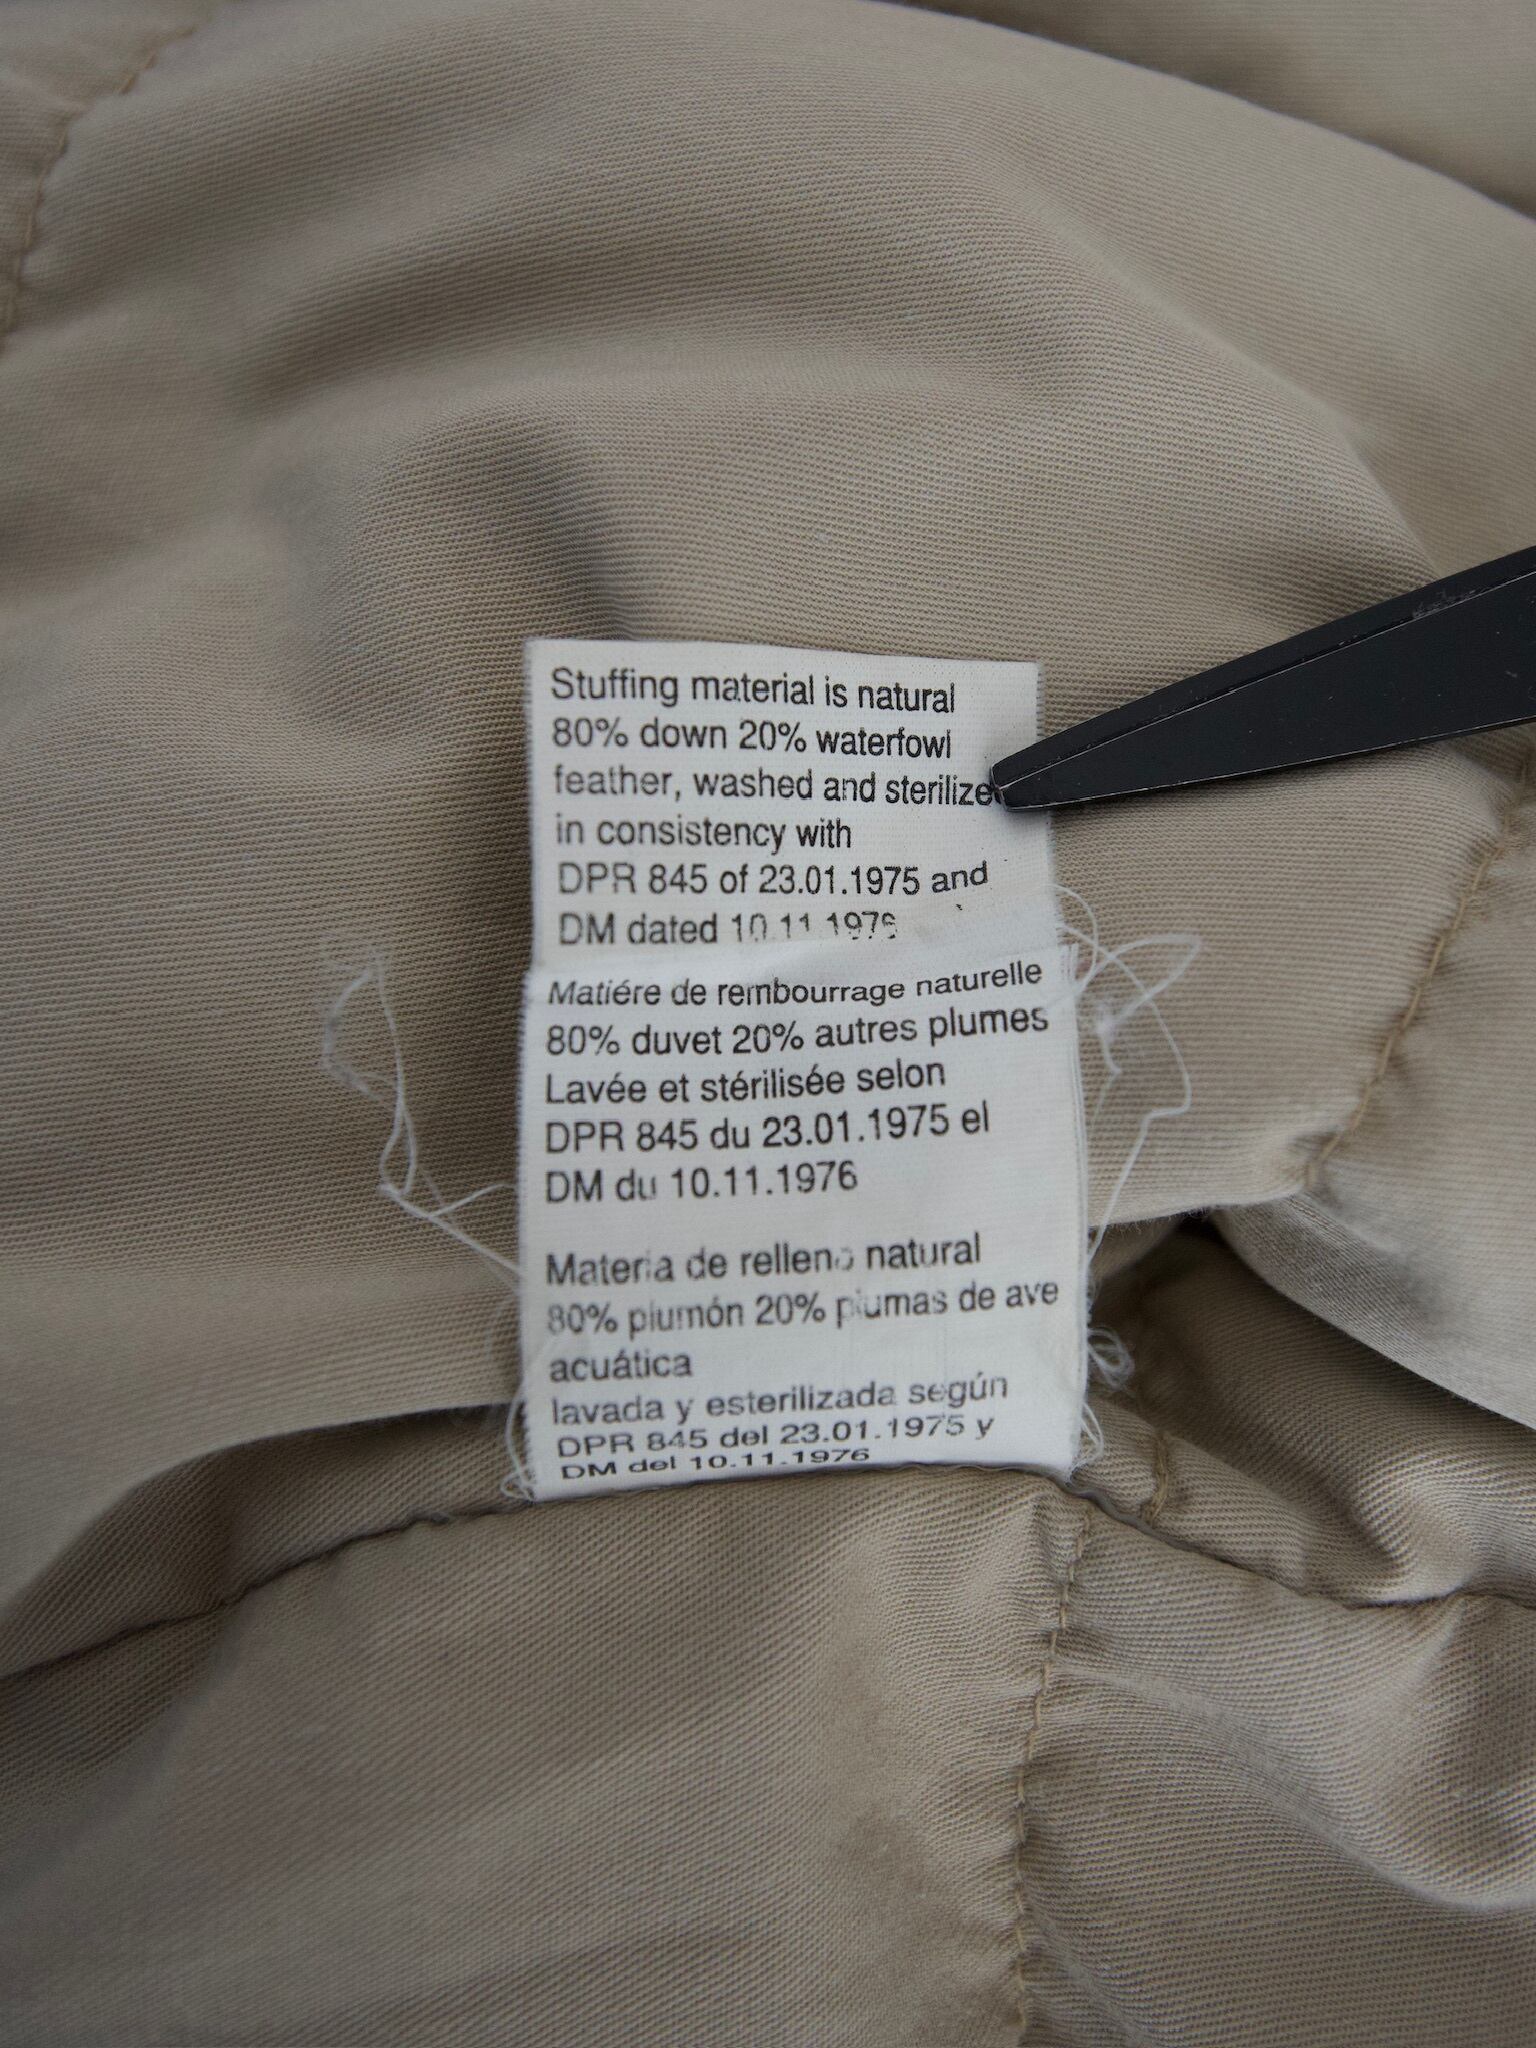 Stuffing material is natural
80% down 20% waterfowl
feather, washed and sterilize
in consistency with
DPR 845 of 23.01.1975 and
DM dated 10.11.1976
Matiére de rembourrage naturelle
80% duvet 20% autres plumes
Lavée et stérilisée selon
DPR 845 du 23.01.1975 el
DM du 10.11.1976
Materia de relleno natural
80% plumón 20% plumas de ave
acuática
lavada y esterilizada según
DPR 845 del 23.01.1975 y
DM del 10.11.1976